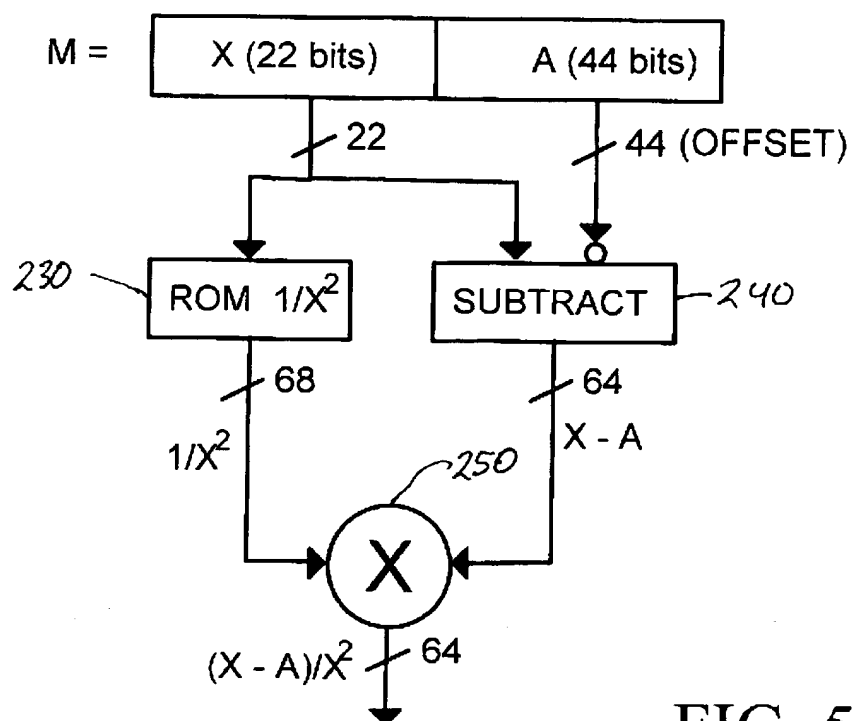 M = X (22 bits) A (44 bits)
22 44 (OFFSET)
230 ROM 1/X² SUBTRACT 240
68 64
1/X² 250 X - A
X
(X - A)/X² 64
FIG. 5